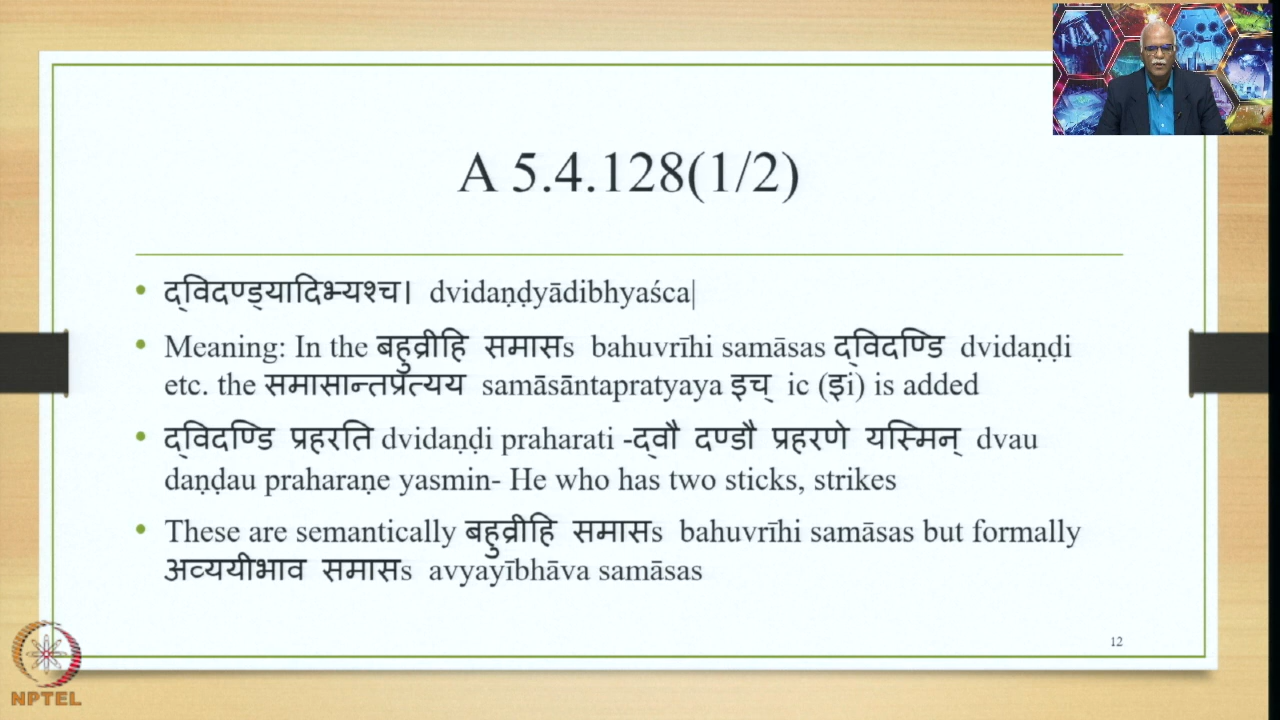 A 5.4.128(1/2)
द्विदण्ड्यादिभ्यश्च। dvidaṇḍyādibhyaśca|
Meaning: In the बहुव्रीहि समासs bahuvrīhi samāsas द्विदण्डि dvidaṇḍi
etc. the समासान्तप्रत्यय samāsāntapratyaya इच् ic (इi) is added
द्विदण्डि प्रहरति dvidaṇḍi praharati -द्वौ दण्डौ प्रहरणे यस्मिन् dvau
daṇḍau praharaṇe yasmin- He who has two sticks, strikes
These are semantically बहुव्रीहि समासs bahuvrīhi samāsas but formally
अव्ययीभाव समासs avyayībhāva samāsas
12
NPTEL